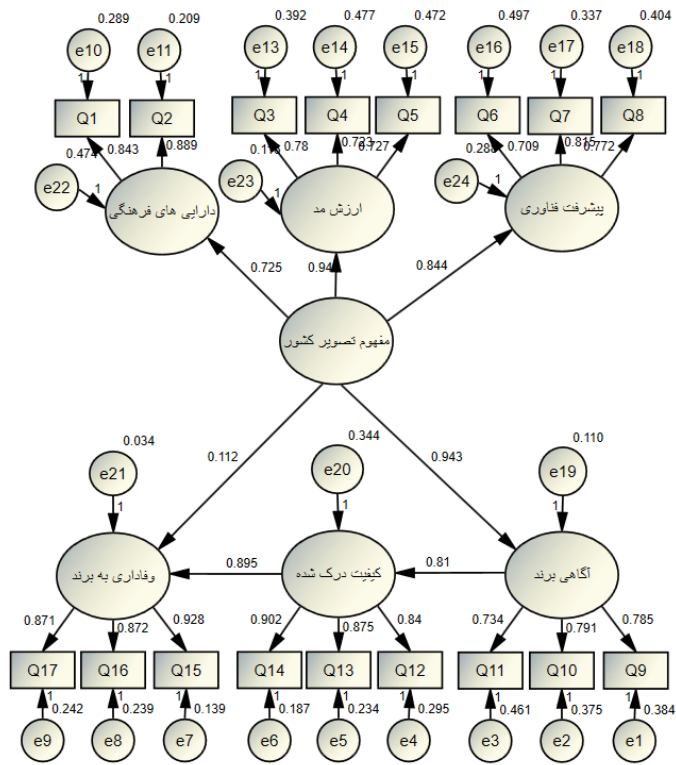 0.289 0.209 0.392 0.477 0.472 0.497 0.337 0.404
e10 e11 e13 e14 e15 e16 e17 e18
1 1 1 1 1 1 1 1
Q1 Q2 Q3 Q4 Q5 Q6 Q7 Q8
0.474 0.843 0.889 0.78 0.723 0.727 0.709 0.815 0.772
e22 1 e23 1 e24 1
دارایی های فرهنگی ارزش مد پیشرفت فناوری
0.725 0.844
مفهوم تصویر کشور
0.034 0.344 0.110
0.112 0.943
e21 e20 e19
1 1 1
0.895 0.81
وفاداری به برند کیفیت درک شده آگاهی برند
0.871 0.872 0.928 0.902 0.875 0.84 0.734 0.791 0.785
Q17 Q16 Q15 Q14 Q13 Q12 Q11 Q10 Q9
1 1 1 1 1 1 1 1 1
0.242 0.239 0.139 0.187 0.234 0.295 0.461 0.375 0.384
e9 e8 e7 e6 e5 e4 e3 e2 e1